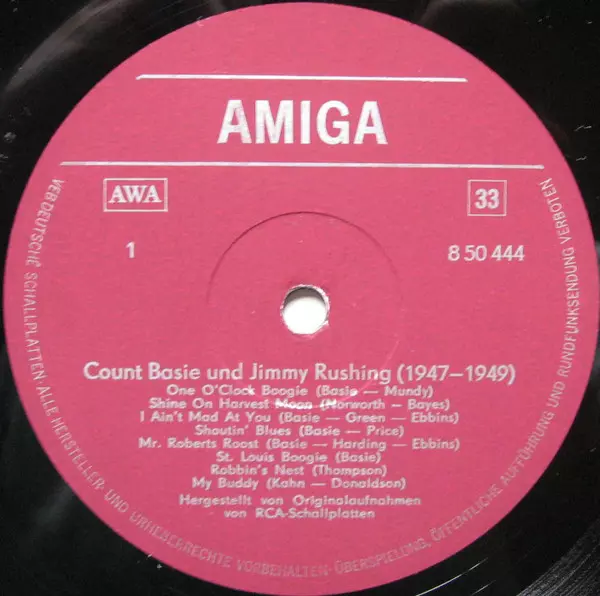 AMIGA
AWA
33
1
8 50 444
Count Basie und Jimmy Rushing (1947–1949)
One O'Clock Boogie (Basie — Mundy)
Shine On Harvest Moon (Norworth — Bayes)
I Ain't Mad At You (Basie — Green — Ebbins)
Shoutin' Blues (Basie — Price)
Mr. Roberts Roost (Basie — Harding — Ebbins)
St. Louis Boogie (Basie)
Robbin's Nest (Thompson)
My Buddy (Kahn — Donaldson)
Hergestellt von Originalaufnahmen
von RCA-Schallplatten
VEB DEUTSCHE SCHALLPLATTEN ALLE HERSTELLER- UND URHEBERRECHTE VORBEHALTEN · ÜBERSPIELUNG, ÖFFENTLICHE AUFFÜHRUNG UND RUNDFUNKSENDUNG VERBOTEN